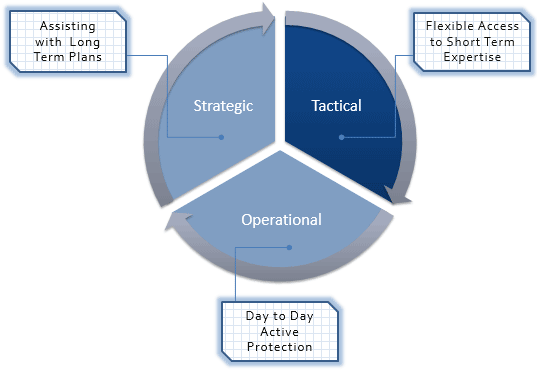 Assisting
with Long
Term Plans
Flexible Access
to Short Term
Expertise
Strategic
Tactical
Operational
Day to Day
Active
Protection